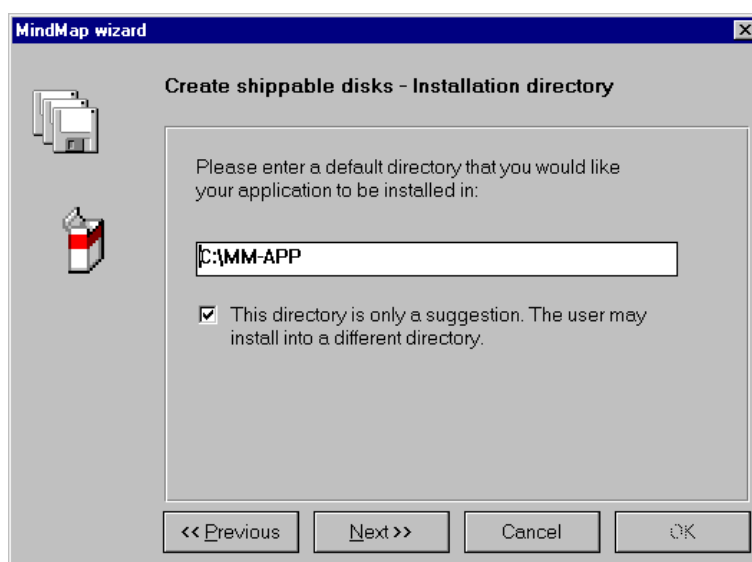 MindMap wizard
Create shippable disks - Installation directory
Please enter a default directory that you would like
your application to be installed in:
C:\MM-APP
This directory is only a suggestion. The user may
install into a different directory.
<< Previous
Next >>
Cancel
OK